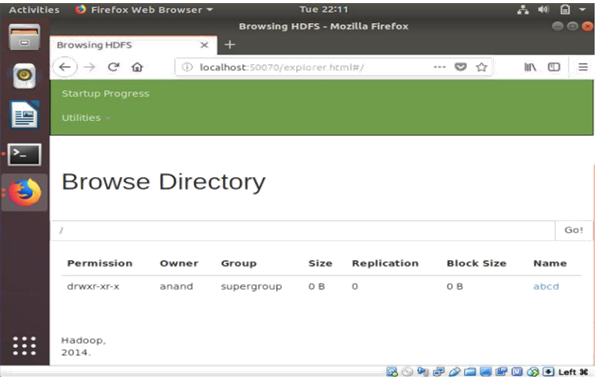 Activities Firefox Web Browser Tue 22:11
Browsing HDFS - Mozilla Firefox
Browsing HDFS × +
localhost:50070/explorer.html#/
Startup Progress
Utilities
Browse Directory
/ Go!
Permission Owner Group Size Replication Block Size Name
drwxr-xr-x anand supergroup 0 B 0 0 B abcd
Hadoop,
2014.
Left ⌘